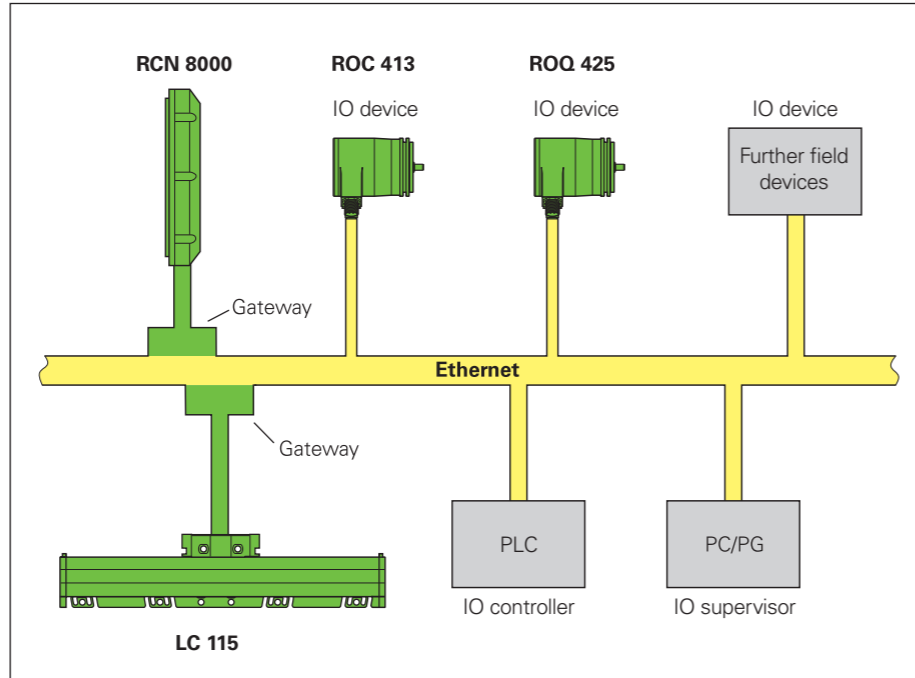 RCN 8000
ROC 413
IO device
ROQ 425
IO device
IO device
Further field
devices
Gateway
Ethernet
Gateway
PLC
IO controller
PC/PG
IO supervisor
LC 115